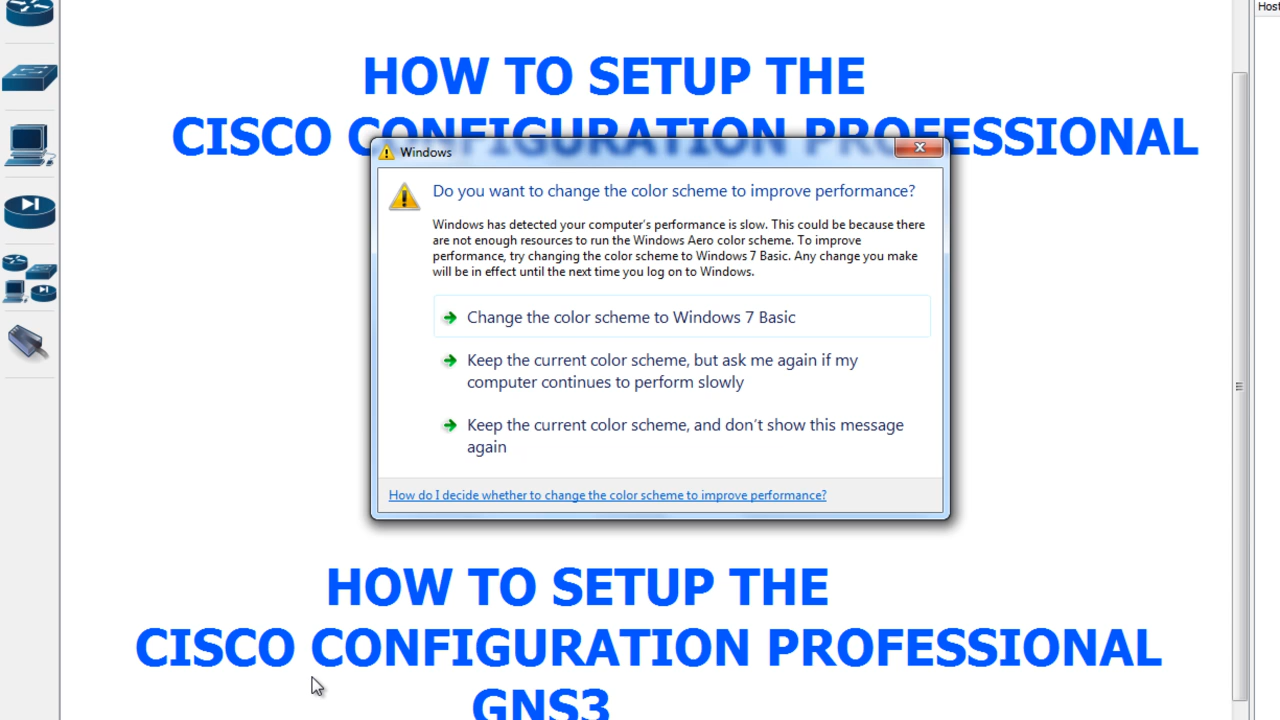 Host
HOW TO SETUP THE
CISCO CONFIGURATION PROFESSIONAL
Windows
Do you want to change the color scheme to improve performance?
Windows has detected your computer's performance is slow. This could be because there
are not enough resources to run the Windows Aero color scheme. To improve
performance, try changing the color scheme to Windows 7 Basic. Any change you make
will be in effect until the next time you log on to Windows.
Change the color scheme to Windows 7 Basic
Keep the current color scheme, but ask me again if my
computer continues to perform slowly
Keep the current color scheme, and don't show this message
again
How do I decide whether to change the color scheme to improve performance?
HOW TO SETUP THE
CISCO CONFIGURATION PROFESSIONAL
GNS3